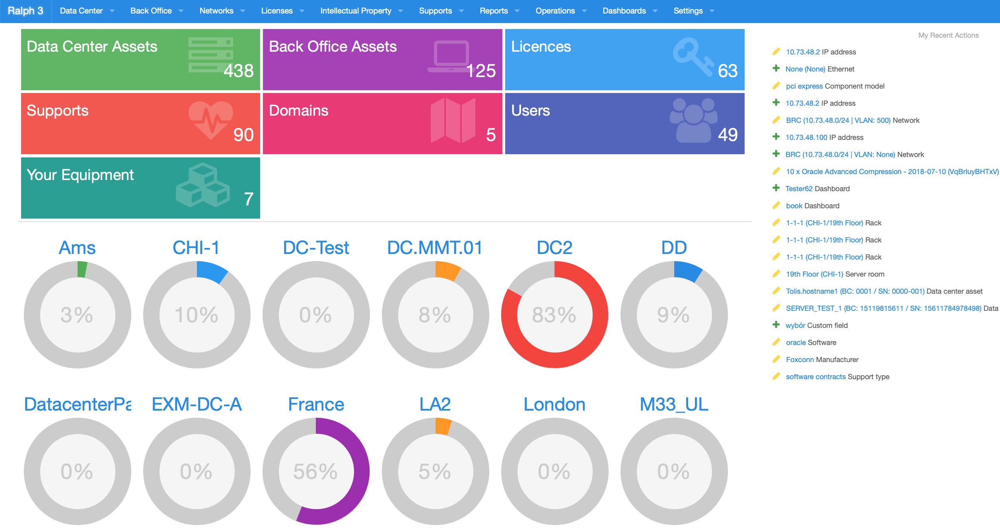 Ralph 3
Data Center
Back Office
Networks
Licenses
Intellectual Property
Supports
Reports
Operations
Dashboards
Settings
Data Center Assets
438
Back Office Assets
125
Licences
63
Supports
90
Domains
5
Users
49
Your Equipment
7
Ams
CHI-1
DC-Test
DC.MMT.01
DC2
DD
3%
10%
0%
8%
83%
9%
DatacenterPa
EXM-DC-A
France
LA2
London
M33_UL
0%
0%
56%
5%
0%
0%
My Recent Actions
10.73.48.2 IP address
None (None) Ethernet
pci express Component model
10.73.48.2 IP address
BRC (10.73.48.0/24 | VLAN: 500) Network
10.73.48.100 IP address
BRC (10.73.48.0/24 | VLAN: None) Network
10 x Oracle Advanced Compression - 2018-07-10 (VqBrIuyBHTxV)
Tester62 Dashboard
book Dashboard
1-1-1 (CHI-1/19th Floor) Rack
1-1-1 (CHI-1/19th Floor) Rack
1-1-1 (CHI-1/19th Floor) Rack
19th Floor (CHI-1) Server room
Tolis.hostname1 (BC: 0001 / SN: 0000-001) Data center asset
SERVER_TEST_1 (BC: 15119815611 / SN: 15611784978498) Data
wybór Custom field
oracle Software
Foxconn Manufacturer
software contracts Support type